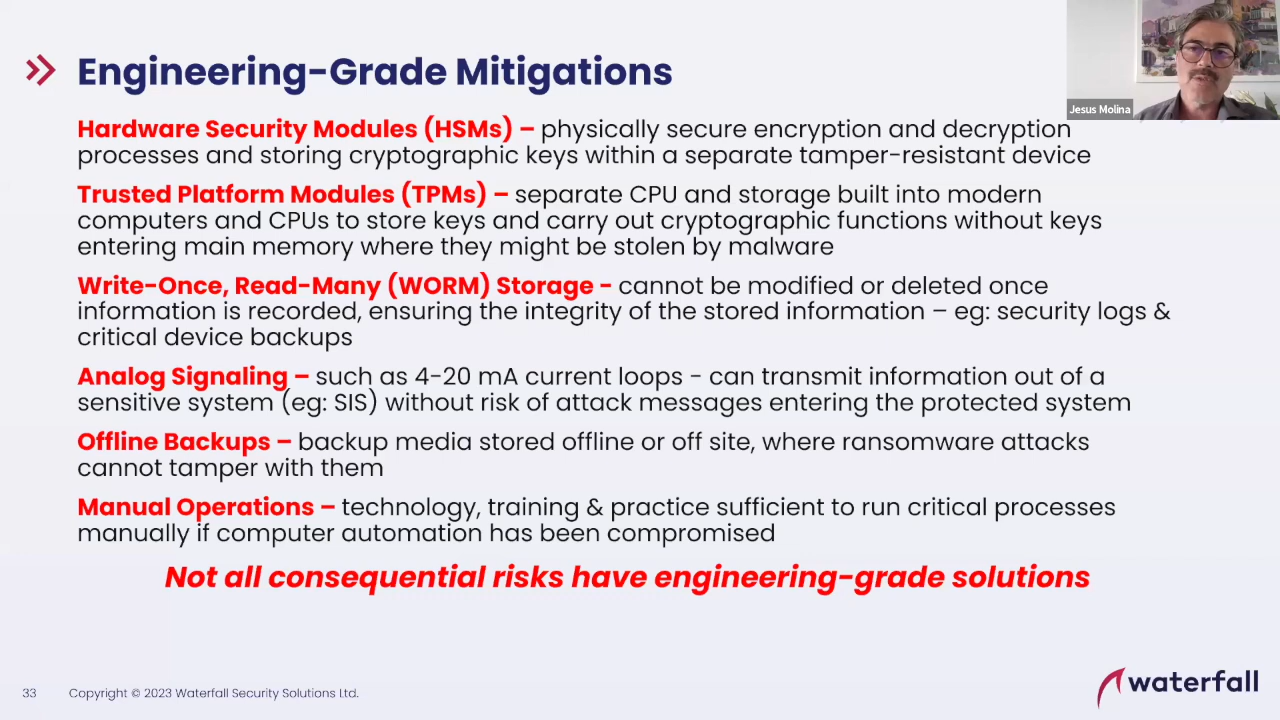 Engineering-Grade Mitigations
Jesus Molina
Hardware Security Modules (HSMs) – physically secure encryption and decryption
processes and storing cryptographic keys within a separate tamper-resistant device
Trusted Platform Modules (TPMs) – separate CPU and storage built into modern
computers and CPUs to store keys and carry out cryptographic functions without keys
entering main memory where they might be stolen by malware
Write-Once, Read-Many (WORM) Storage - cannot be modified or deleted once
information is recorded, ensuring the integrity of the stored information – eg: security logs &
critical device backups
Analog Signaling – such as 4-20 mA current loops - can transmit information out of a
sensitive system (eg: SIS) without risk of attack messages entering the protected system
Offline Backups – backup media stored offline or off site, where ransomware attacks
cannot tamper with them
Manual Operations – technology, training & practice sufficient to run critical processes
manually if computer automation has been compromised
Not all consequential risks have engineering-grade solutions
33 Copyright © 2023 Waterfall Security Solutions Ltd.
waterfall